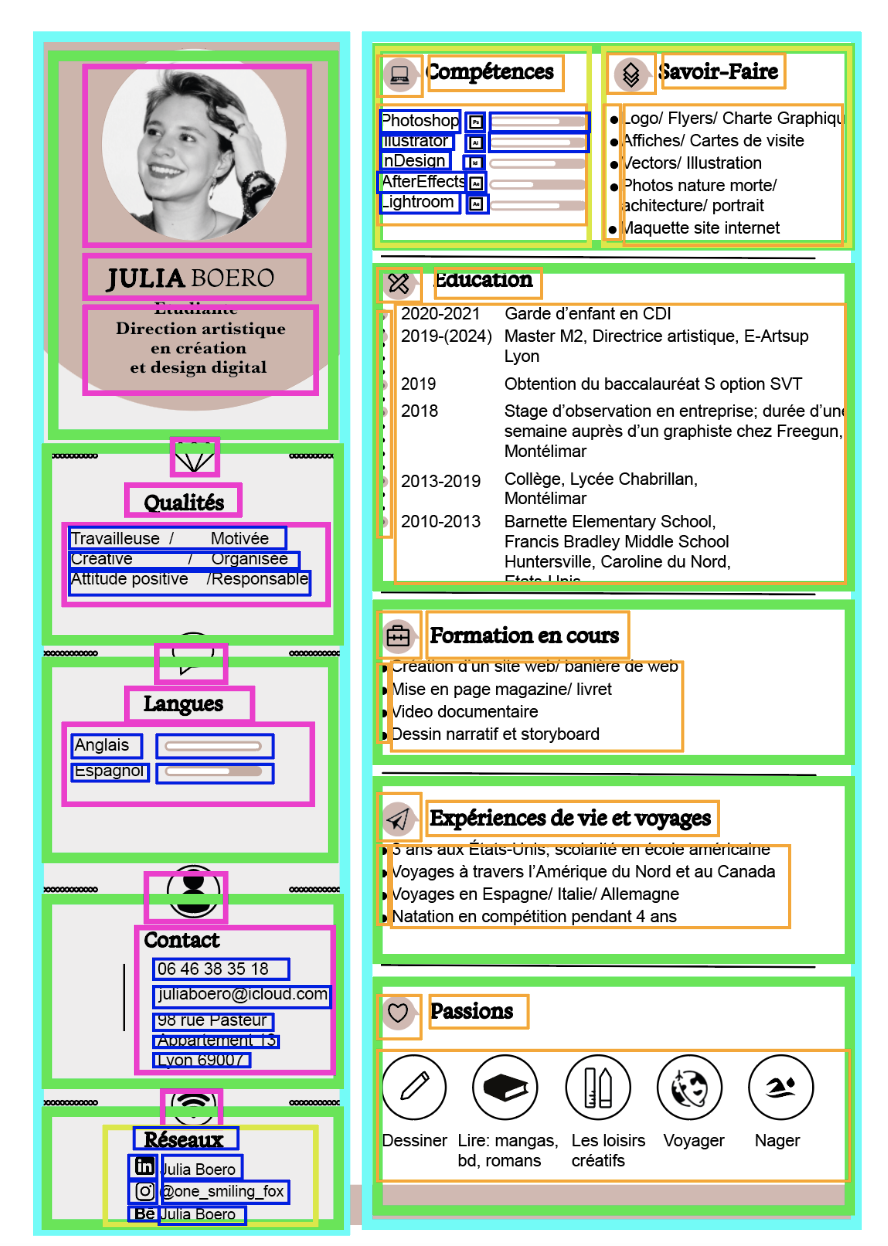 JULIA BOERO
Etudiante
Direction artistique
en création
et design digital
Qualités
Travailleuse / Motivée
Créative / Organisée
Attitude positive /Responsable
Langues
Anglais
Espagnol
Contact
06 46 38 35 18
juliaboero@icloud.com
98 rue Pasteur
Appartement 13
Lyon 69007
Réseaux
in Julia Boero
@one_smiling_fox
Bē Julia Boero
Compétences
Photoshop
Illustrator
InDesign
AfterEffects
Lightroom
Savoir-Faire
Logo/ Flyers/ Charte Graphiqu
Affiches/ Cartes de visite
Vectors/ Illustration
Photos nature morte/
achitecture/ portrait
Maquette site internet
Education
2020-2021 Garde d’enfant en CDI
2019-(2024) Master M2, Directrice artistique, E-Artsup
Lyon
2019 Obtention du baccalauréat S option SVT
2018 Stage d’observation en entreprise; durée d’une
semaine auprès d’un graphiste chez Freegun,
Montélimar
2013-2019 Collège, Lycée Chabrillan,
Montélimar
2010-2013 Barnette Elementary School,
Francis Bradley Middle School
Huntersville, Caroline du Nord,
Etats-Unis
Formation en cours
Création d’un site web/ banière de web
Mise en page magazine/ livret
Video documentaire
Dessin narratif et storyboard
Expériences de vie et voyages
3 ans aux États-Unis, scolarité en école américaine
Voyages à travers l’Amérique du Nord et au Canada
Voyages en Espagne/ Italie/ Allemagne
Natation en compétition pendant 4 ans
Passions
Dessiner
Lire: mangas,
bd, romans
Les loisirs
créatifs
Voyager
Nager